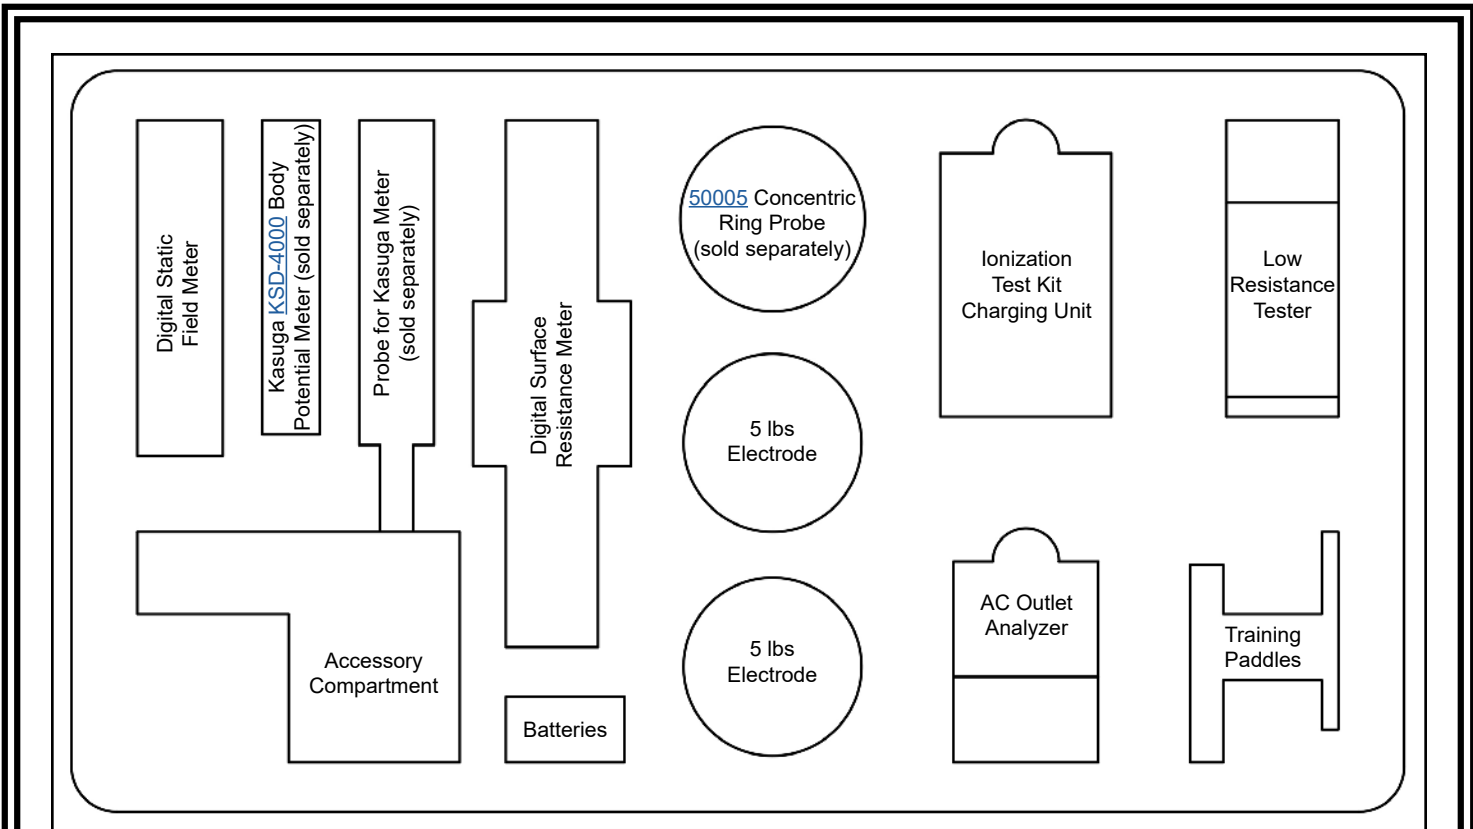 Digital Static
Field Meter
Kasuga KSD-4000 Body
Potential Meter (sold separately)
Probe for Kasuga Meter
(sold separately)
Digital Surface
Resistance Meter
50005 Concentric
Ring Probe
(sold separately)
Ionization
Test Kit
Charging Unit
Low
Resistance
Tester
5 lbs
Electrode
Accessory
Compartment
Batteries
5 lbs
Electrode
AC Outlet
Analyzer
Training
Paddles